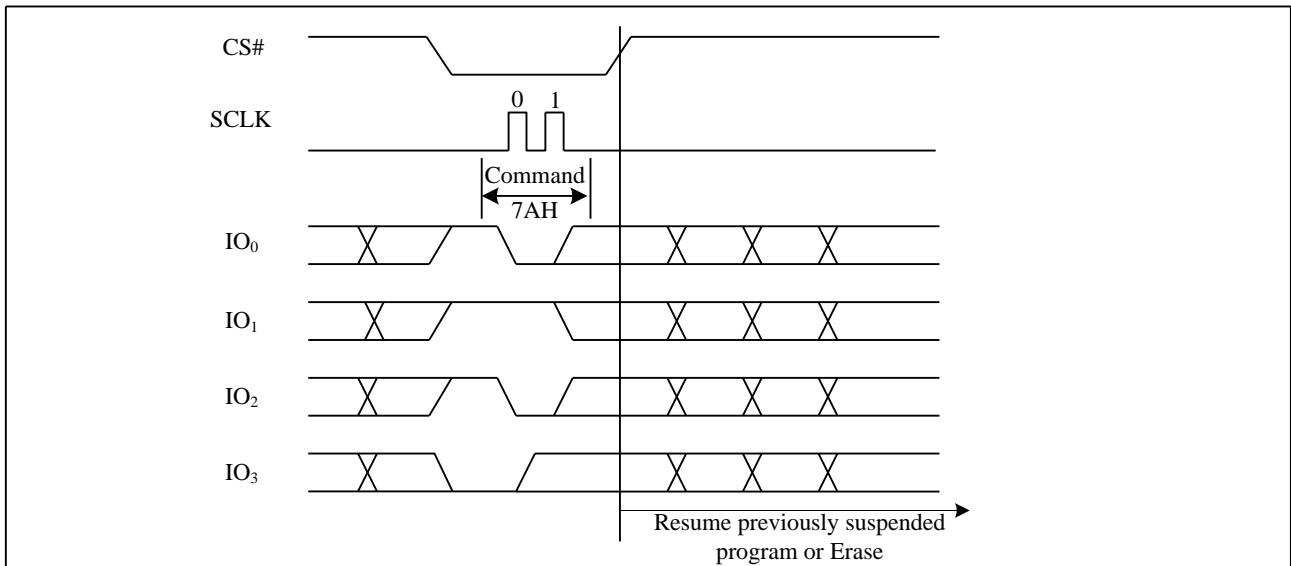 CS#
SCLK
0 1
Command
7AH
IO₀
IO₁
IO₂
IO₃
Resume previously suspended
program or Erase